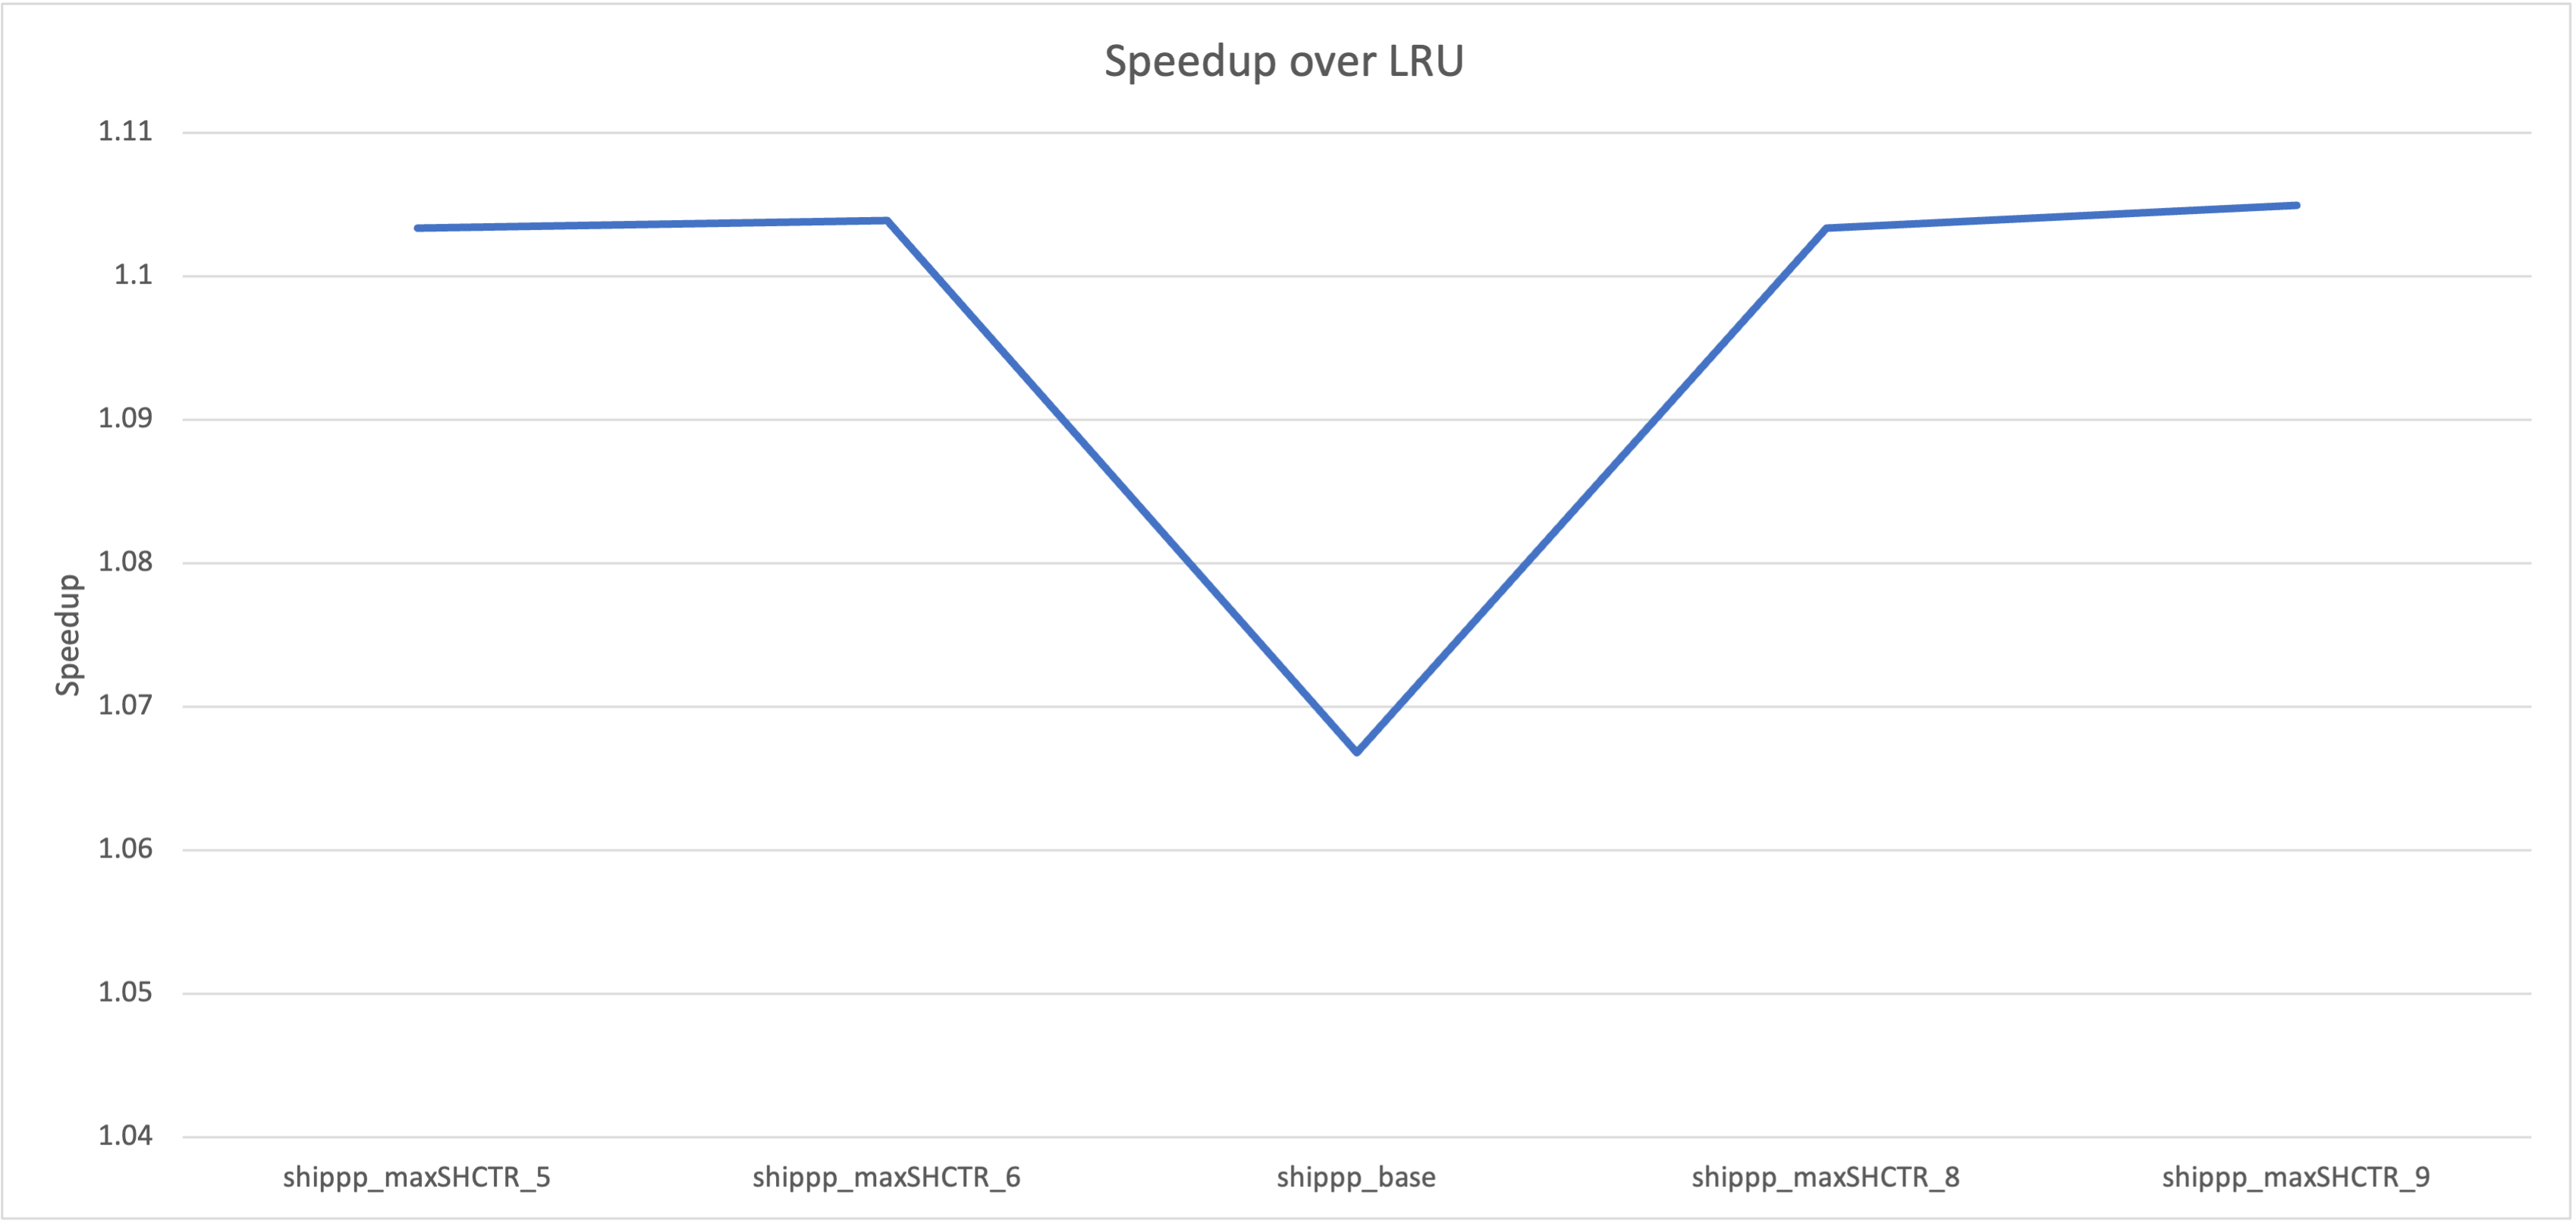 Speedup over LRU
1.11
1.1
1.09
1.08
1.07
1.06
1.05
1.04
Speedup
shippp_maxSHCTR_5
shippp_maxSHCTR_6
shippp_base
shippp_maxSHCTR_8
shippp_maxSHCTR_9